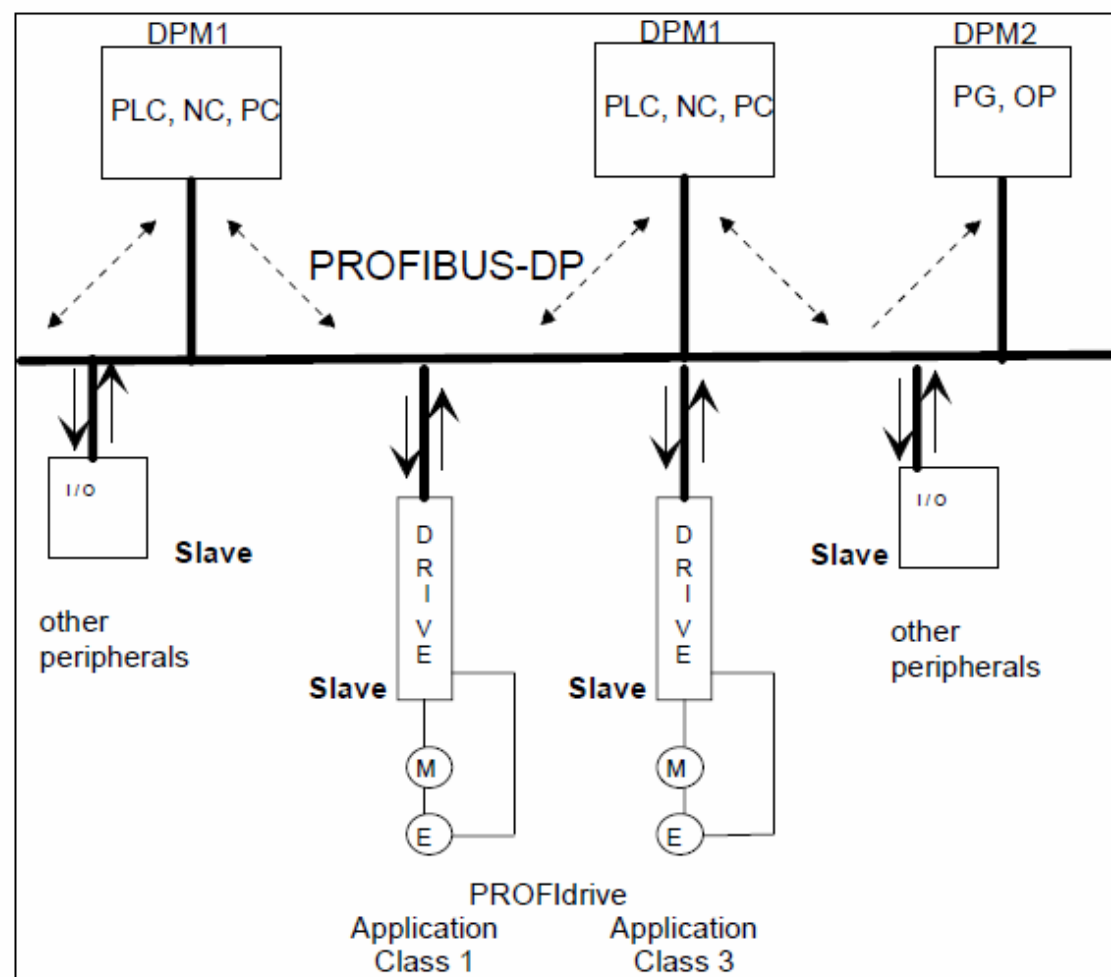 DPM1
DPM1
DPM2
PLC, NC, PC
PLC, NC, PC
PG, OP
PROFIBUS-DP
I / O
I / O
Slave
Slave
other
peripherals
other
peripherals
D
R
I
V
E
D
R
I
V
E
Slave
Slave
M
M
E
E
PROFIdrive
Application
Class 1
Application
Class 3